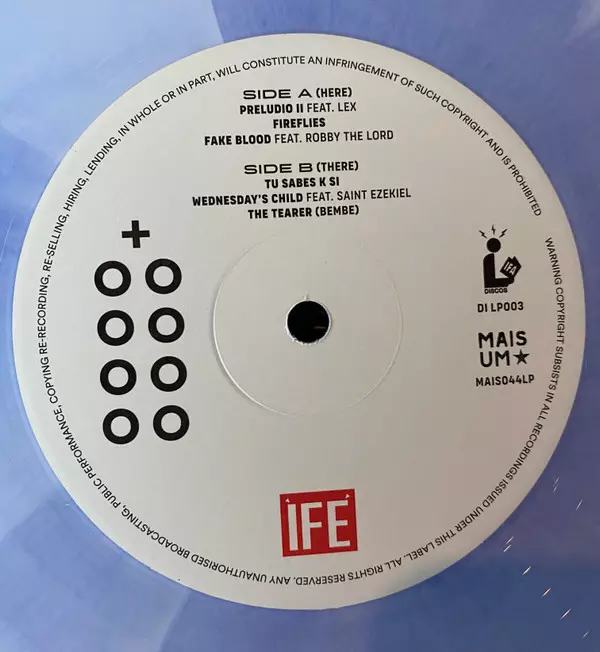 SIDE A (HERE)
PRELUDIO II FEAT. LEX
FIREFLIES
FAKE BLOOD FEAT. ROBBY THE LORD
SIDE B (THERE)
TU SABES K SI
WEDNESDAY'S CHILD FEAT. SAINT EZEKIEL
THE TEARER (BEMBE)
IFÁ
DISCOS
DI LP003
MAIS
UM★
MAIS044LP
ÌFÉ
WARNING COPYRIGHT SUBSISTS IN ALL RECORDINGS ISSUED UNDER THIS LABEL. ALL RIGHTS RESERVED. ANY UNAUTHORISED BROADCASTING, PUBLIC PERFORMANCE, COPYING RE-RECORDING, RE-SELLING, HIRING, LENDING, IN WHOLE OR IN PART, WILL CONSTITUTE AN INFRINGEMENT OF SUCH COPYRIGHT AND IS PROHIBITED